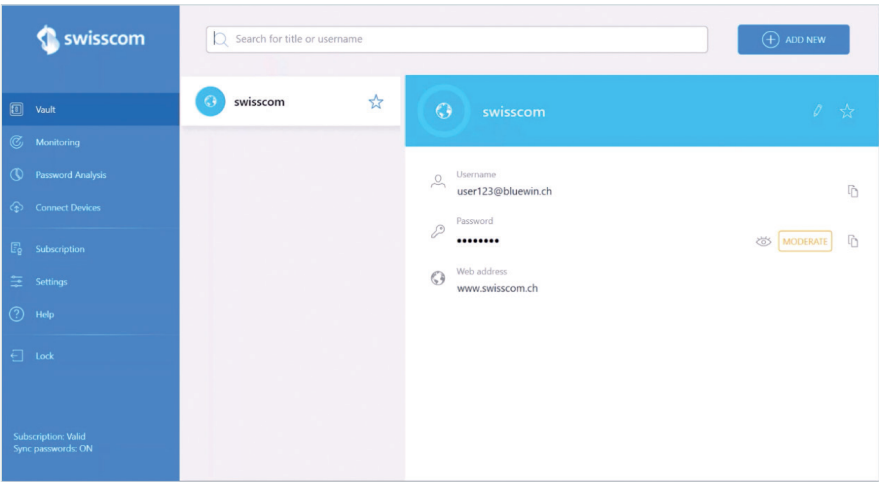 swisscom
Search for title or username
ADD NEW
Vault
Monitoring
Password Analysis
Connect Devices
Subscription
Settings
Help
Lock
Subscription: Valid
Sync passwords: ON
swisscom
swisscom
Username
user123@bluewin.ch
Password
••••••••
MODERATE
Web address
www.swisscom.ch